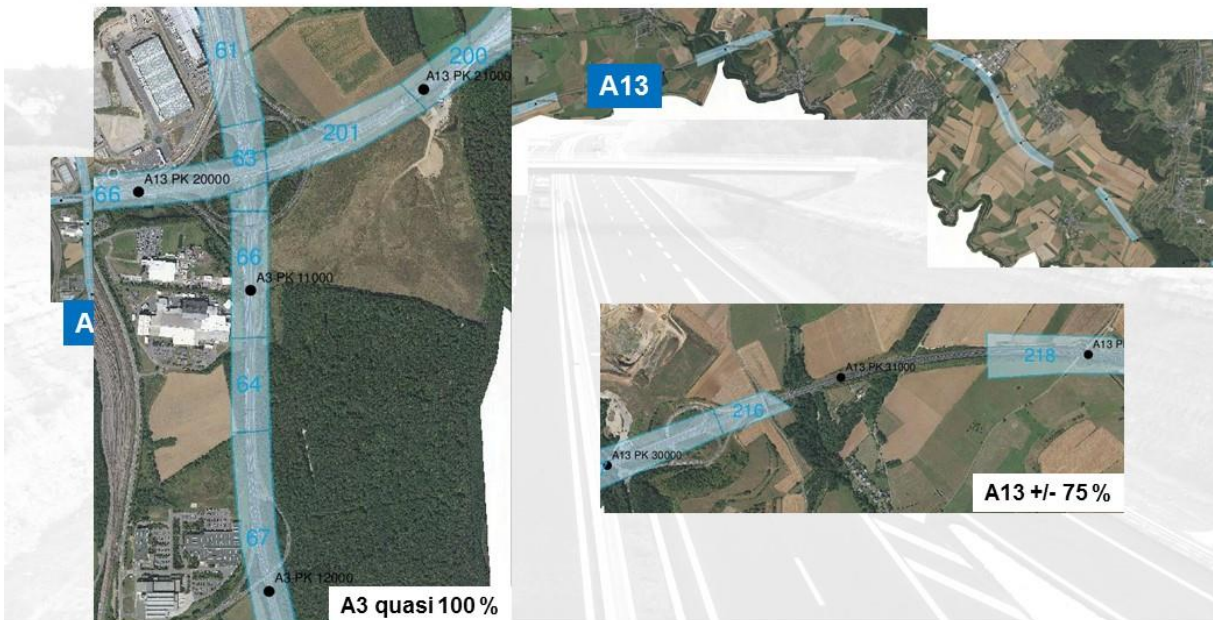 61
200
A13 PK 21000
201
63
66
A13 PK 20000
66
A3 PK 11000
64
67
A3 PK 12000
A3 quasi 100 %
A
A13
218
A13 P
A13 PK 31000
216
A13 PK 30000
A13 +/- 75 %